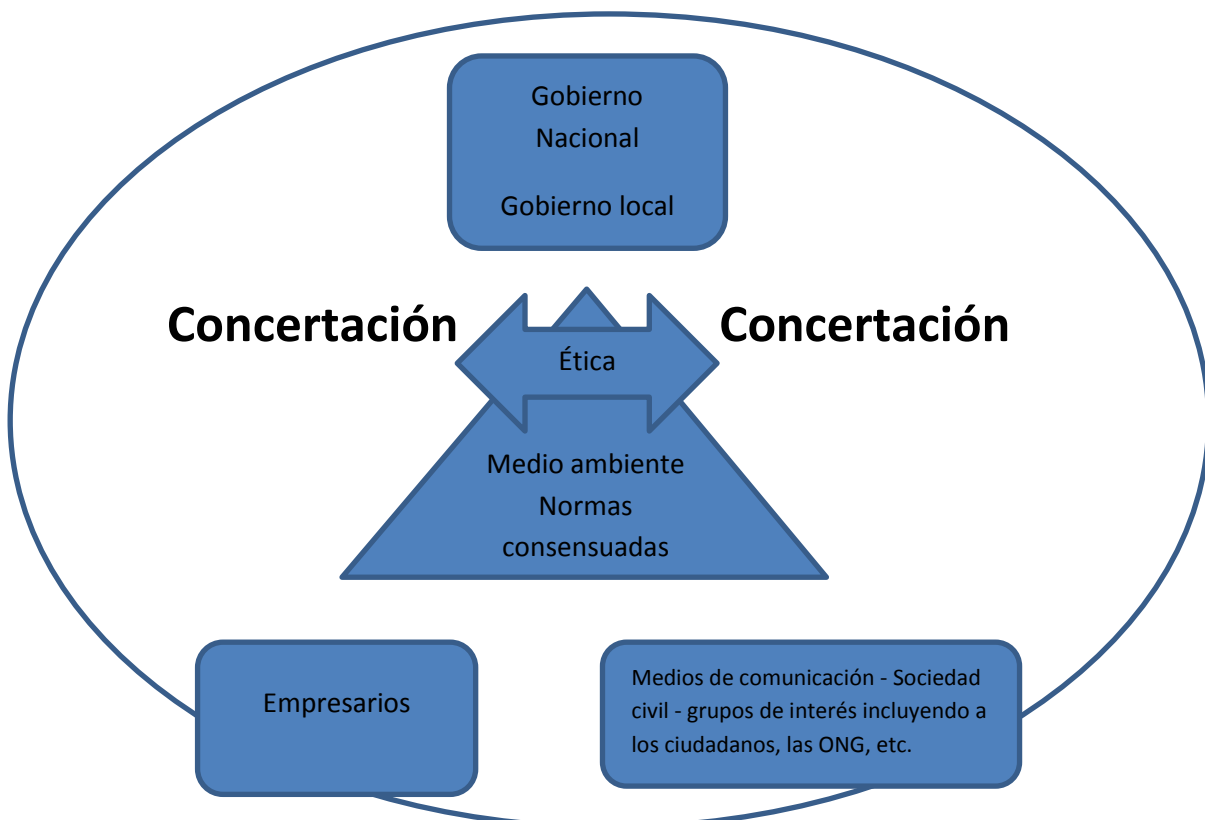 Gobierno
Nacional
Gobierno local
Concertación
Concertación
Ética
Medio ambiente
Normas
consensuadas
Empresarios
Medios de comunicación - Sociedad
civil - grupos de interés incluyendo a
los ciudadanos, las ONG, etc.